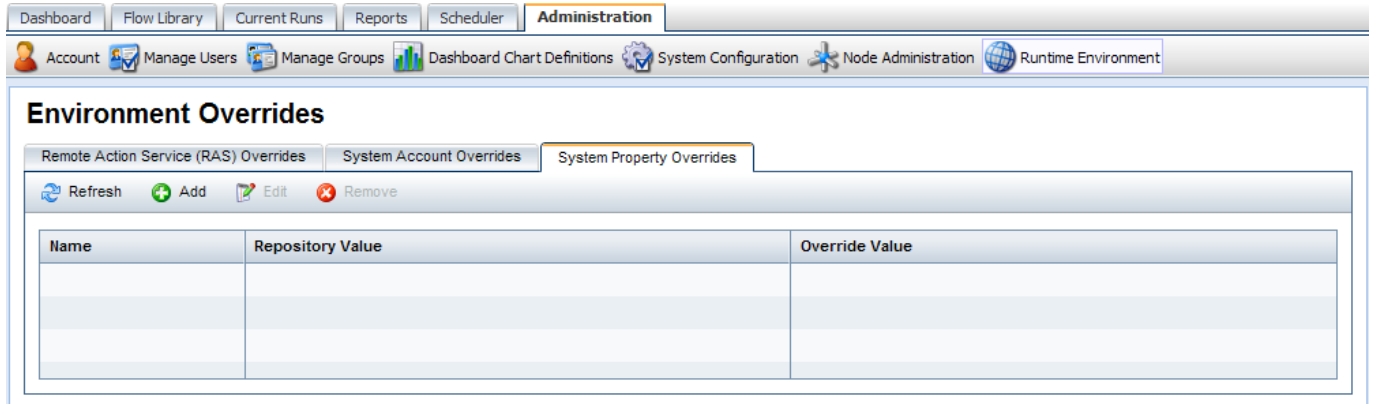 Dashboard Flow Library Current Runs Reports Scheduler Administration
Account Manage Users Manage Groups Dashboard Chart Definitions System Configuration Node Administration Runtime Environment
Environment Overrides
Remote Action Service (RAS) Overrides System Account Overrides System Property Overrides
Refresh Add Edit Remove
Name Repository Value Override Value